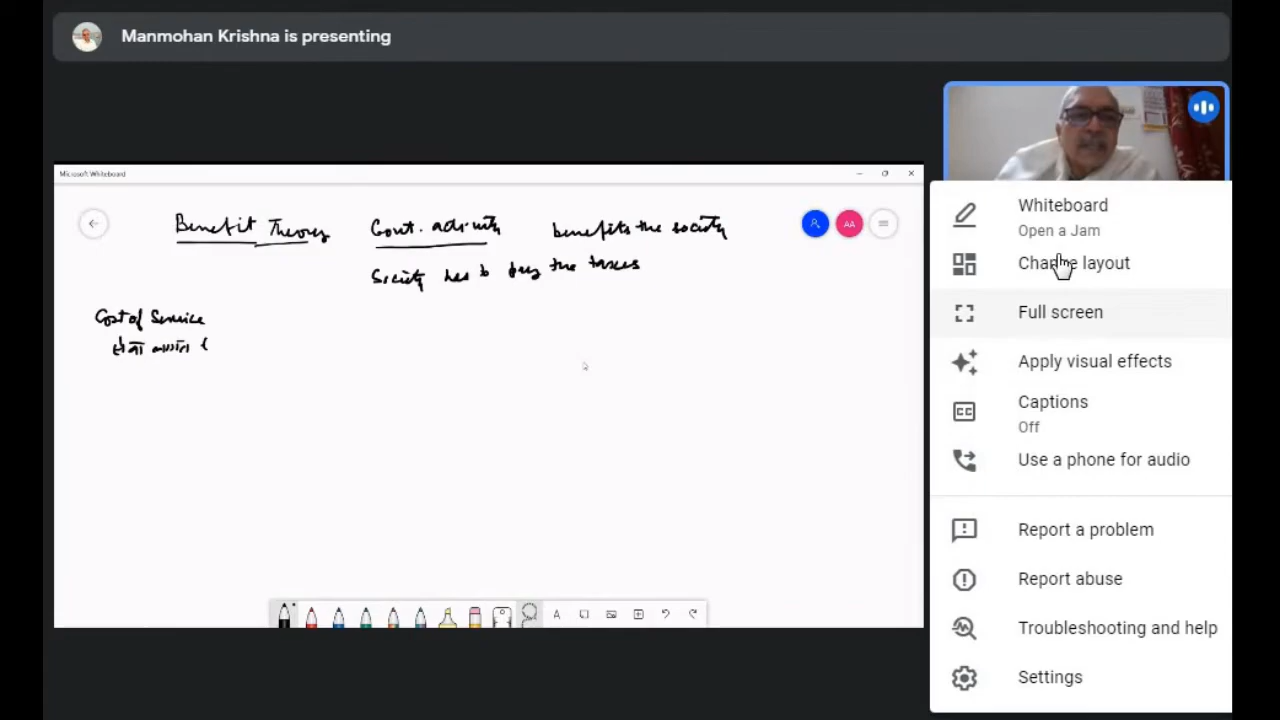 Manmohan Krishna is presenting
Microsoft Whiteboard
Benefit Theory Govt. activity benefits the society
Society has to pay the taxes
Cost of Service
AA
A
Whiteboard
Open a Jam
Change layout
Full screen
Apply visual effects
Captions
Off
CC
Use a phone for audio
Report a problem
Report abuse
Troubleshooting and help
Settings